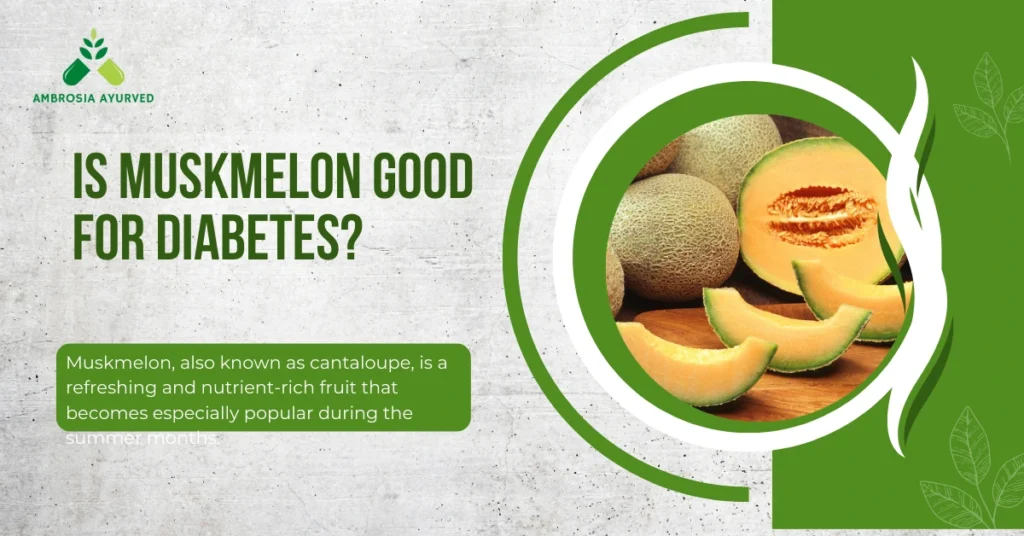 AMBROSIA AYURVED
IS MUSKMELON GOOD
FOR DIABETES?
Muskmelon, also known as cantaloupe, is a
refreshing and nutrient-rich fruit that
becomes especially popular during the
summer months.